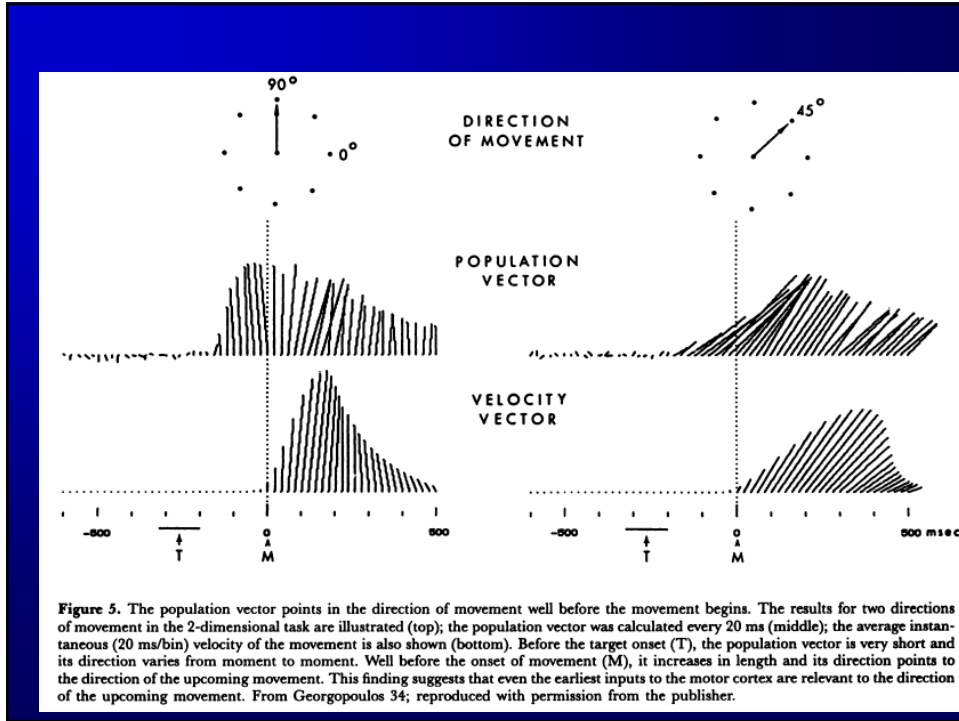 90°
0°
DIRECTION
OF MOVEMENT
45°
POPULATION
VECTOR
VELOCITY
VECTOR
-500 0 500
T M
-500 0 500 msec
T M
Figure 5. The population vector points in the direction of movement well before the movement begins. The results for two directions
of movement in the 2-dimensional task are illustrated (top); the population vector was calculated every 20 ms (middle); the average instan-
taneous (20 ms/bin) velocity of the movement is also shown (bottom). Before the target onset (T), the population vector is very short and
its direction varies from moment to moment. Well before the onset of movement (M), it increases in length and its direction points to
the direction of the upcoming movement. This finding suggests that even the earliest inputs to the motor cortex are relevant to the direction
of the upcoming movement. From Georgopoulos 34; reproduced with permission from the publisher.